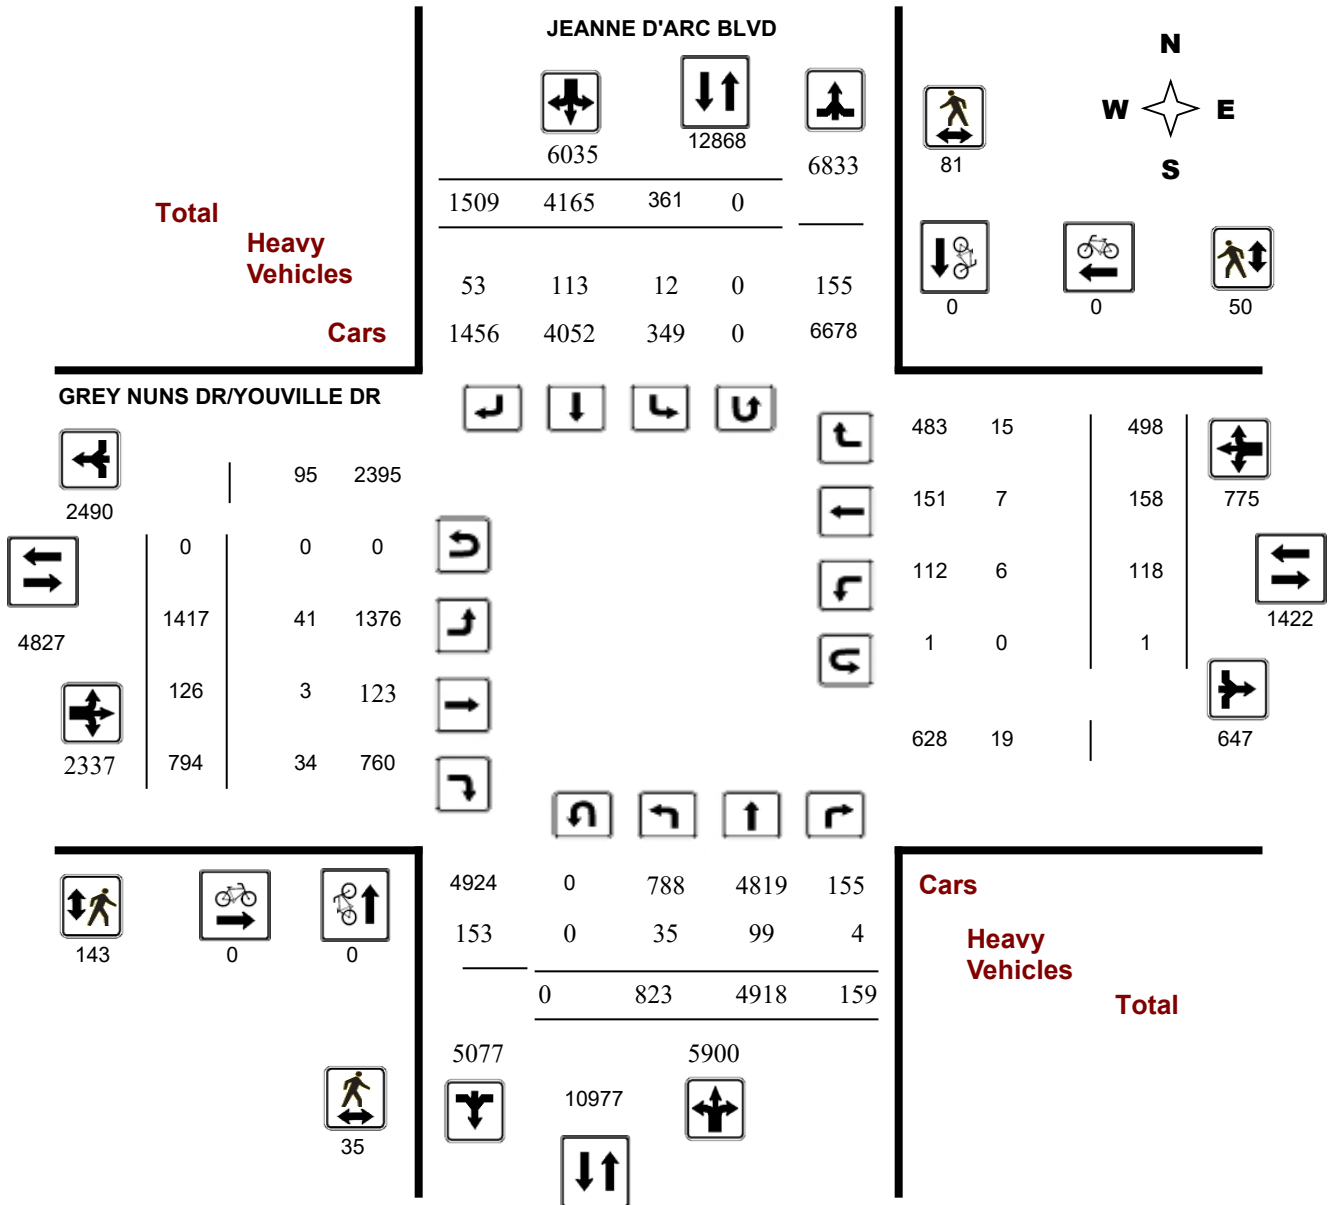 JEANNE D'ARC BLVD
N
W E
S
6035 12868 6833 81
1509 4165 361 0
Total
Heavy
Vehicles
53 113 12 0 155
0 0 50
Cars
1456 4052 349 0 6678
GREY NUNS DR/YOUVILLE DR
483 15 498
95 2395
2490
151 7 158 775
0 0 0
112 6 118
1417 41 1376
1422
4827
1 0 1
126 3 123
628 19 647
2337 794 34 760
4924 0 788 4819 155
Cars
153 0 35 99 4
Heavy
Vehicles
143 0 0
0 823 4918 159
Total
5077 5900
10977
35